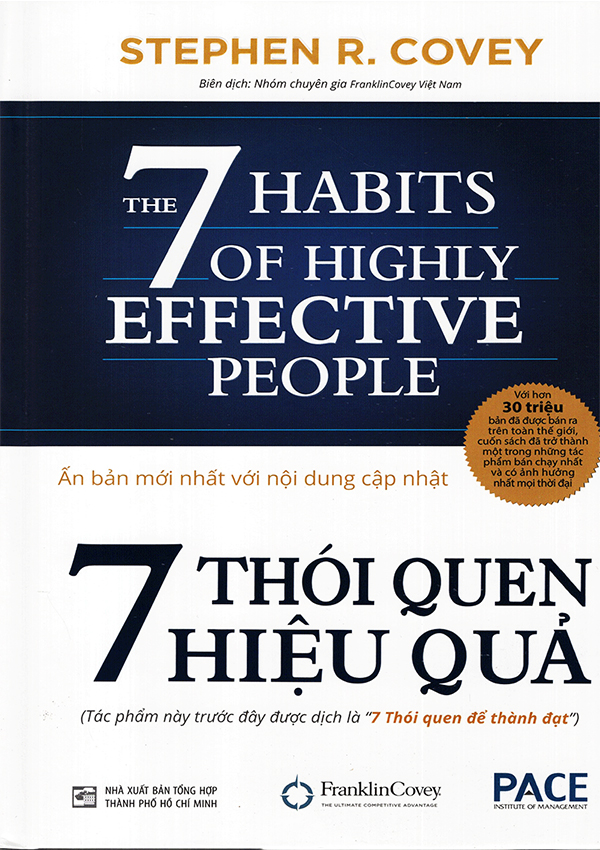 STEPHEN R. COVEY
Biên dịch: Nhóm chuyên gia FranklinCovey Việt Nam
THE 7 HABITS
OF HIGHLY
EFFECTIVE
PEOPLE
Với hơn
30 triệu
bản đã được bán ra
trên toàn thế giới,
cuốn sách đã trở thành
một trong những tác
phẩm bán chạy nhất
và có ảnh hưởng
nhất mọi thời đại
Ấn bản mới nhất với nội dung cập nhật
7 THÓI QUEN
HIỆU QUẢ
(Tác phẩm này trước đây được dịch là “7 Thói quen để thành đạt”)
NHÀ XUẤT BẢN TỔNG HỢP
THÀNH PHỐ HỒ CHÍ MINH
FranklinCovey
THE ULTIMATE COMPETITIVE ADVANTAGE
PACE
INSTITUTE OF MANAGEMENT